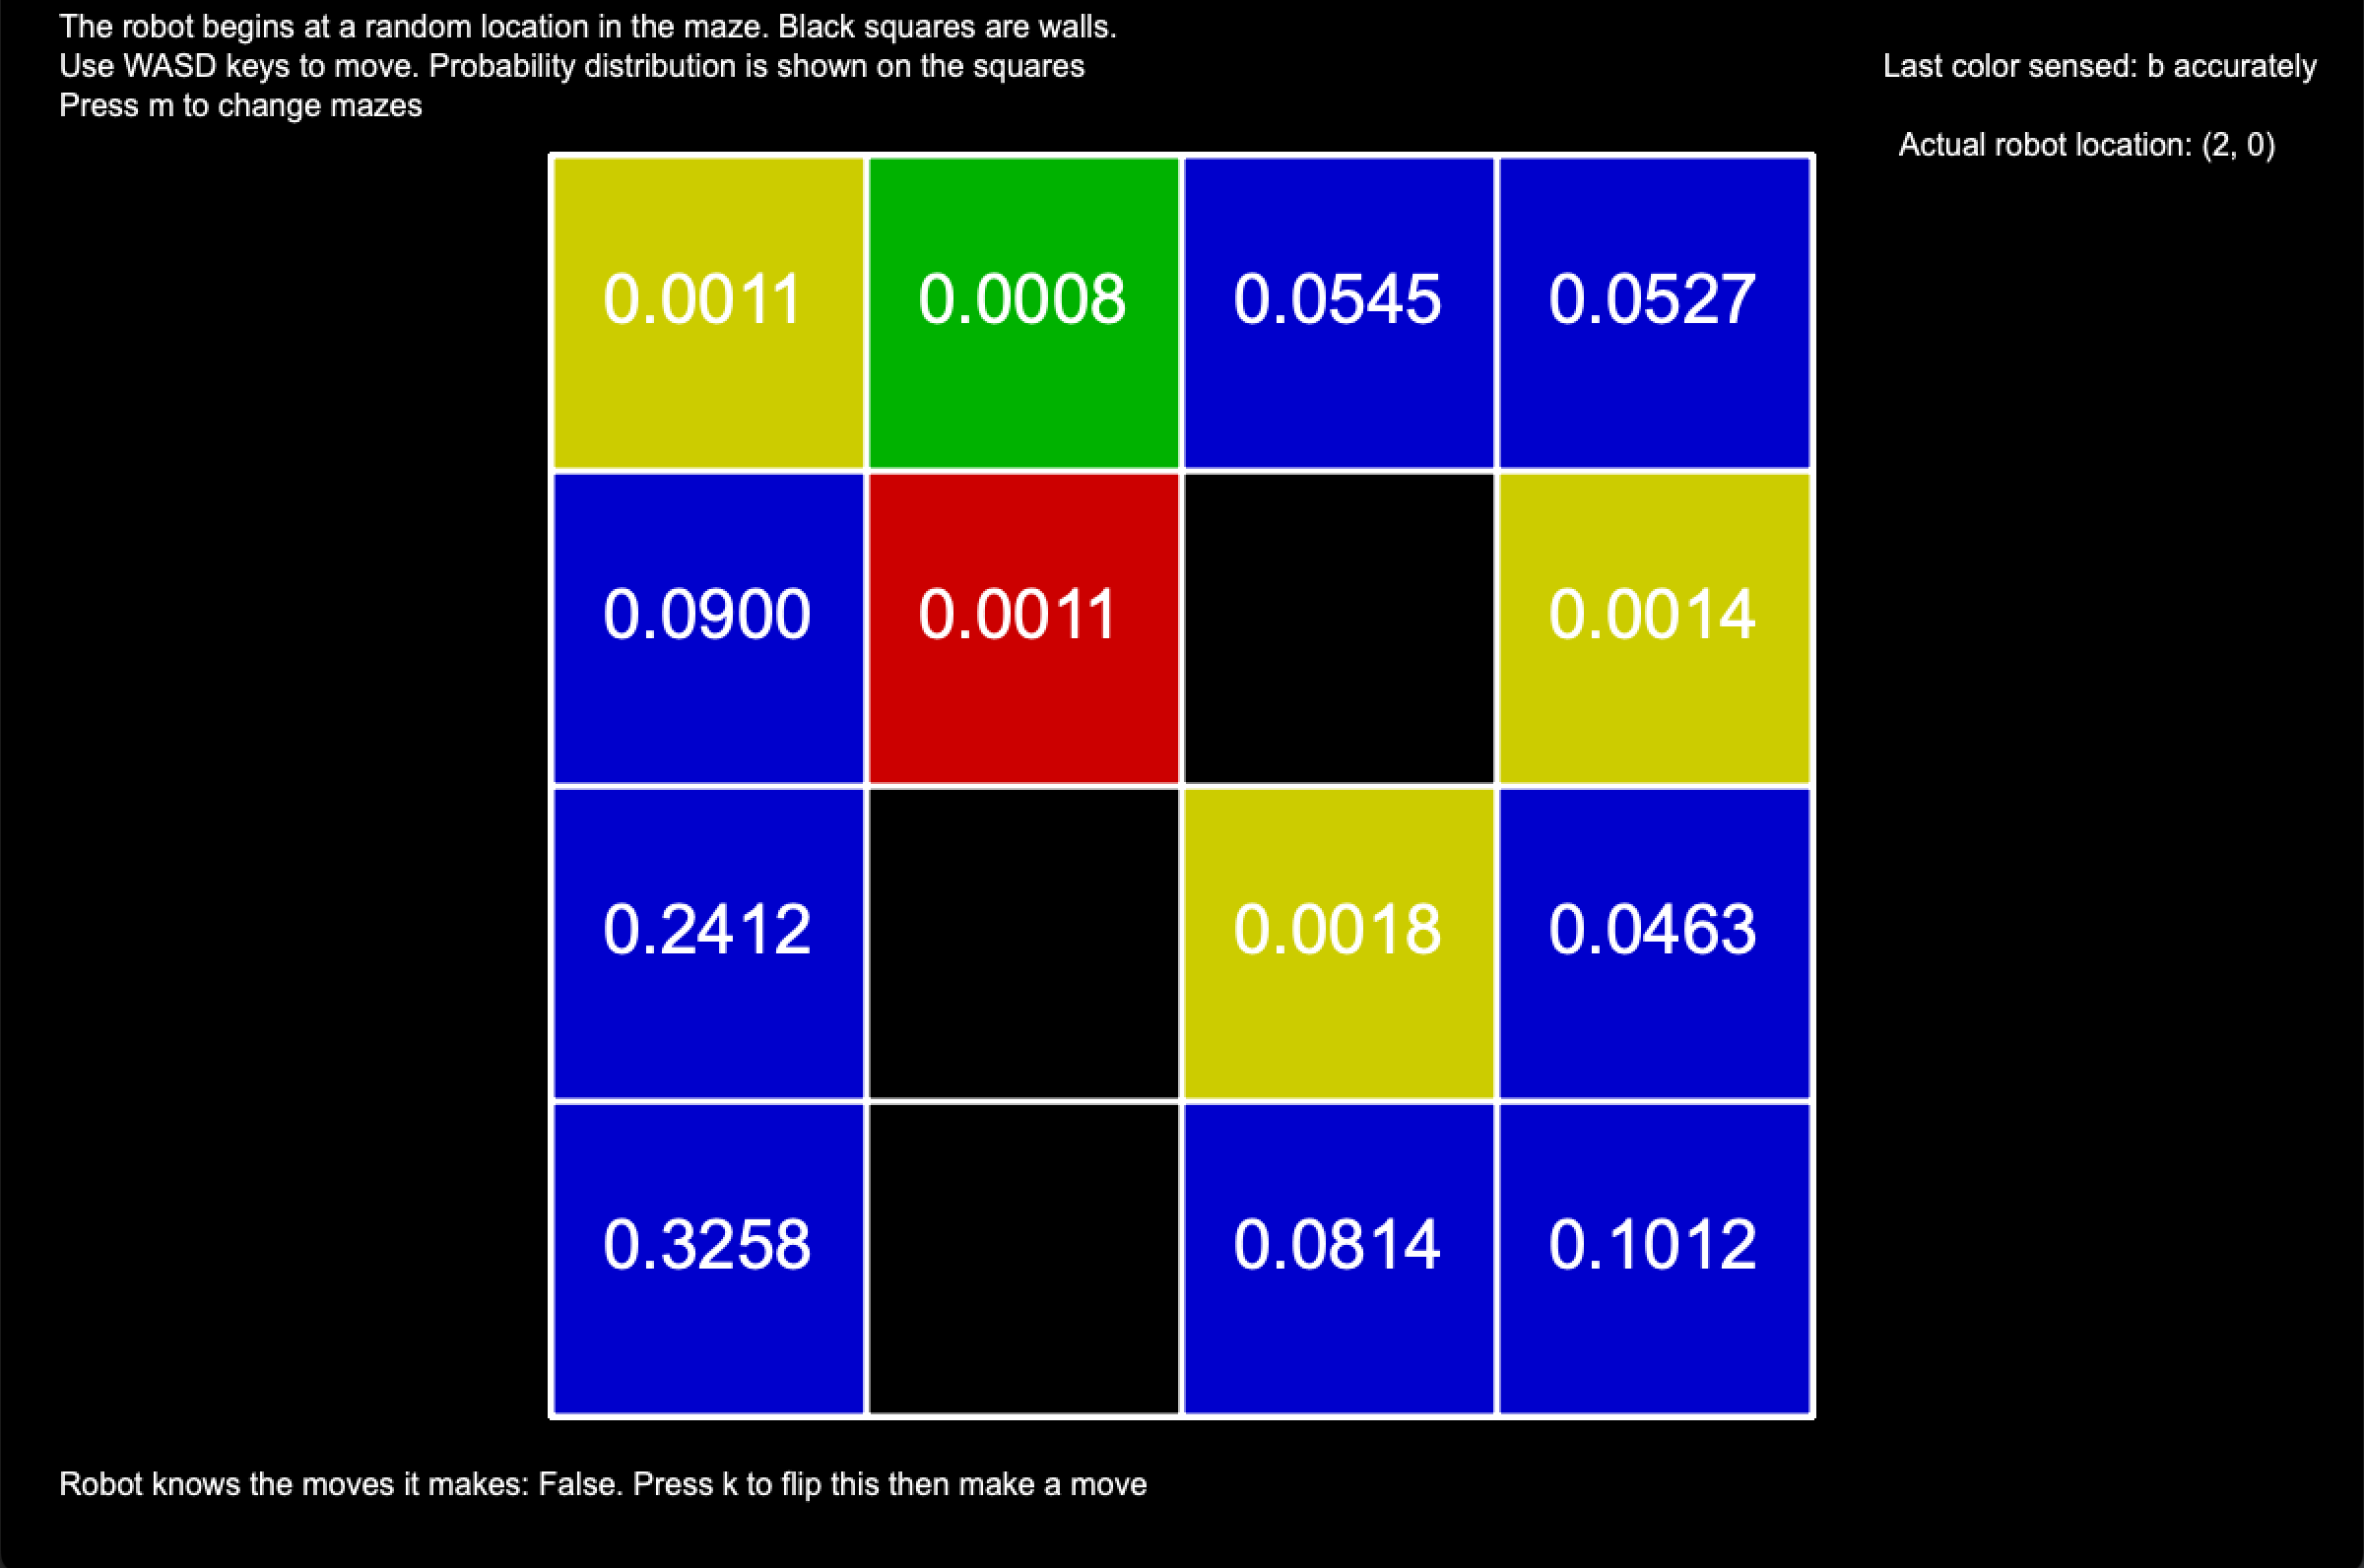 The robot begins at a random location in the maze. Black squares are walls.
Use WASD keys to move. Probability distribution is shown on the squares
Press m to change mazes
Last color sensed: b accurately
Actual robot location: (2, 0)
0.0011 0.0008 0.0545 0.0527
0.0900 0.0011 0.0014
0.2412 0.0018 0.0463
0.3258 0.0814 0.1012
Robot knows the moves it makes: False. Press k to flip this then make a move